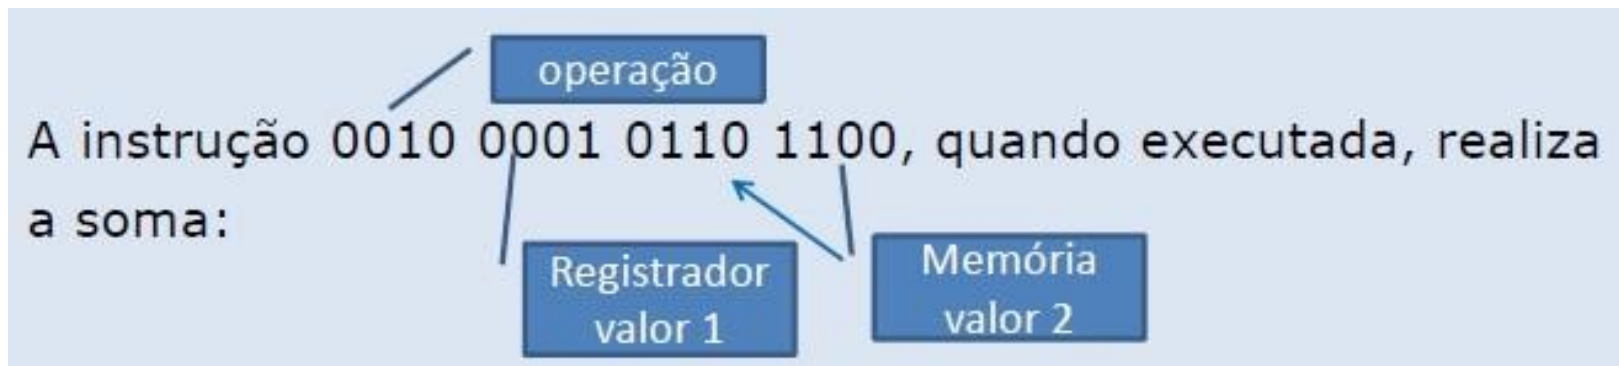 operação
A instrução 0010 0001 0110 1100, quando executada, realiza
a soma:
Registrador
valor 1
Memória
valor 2